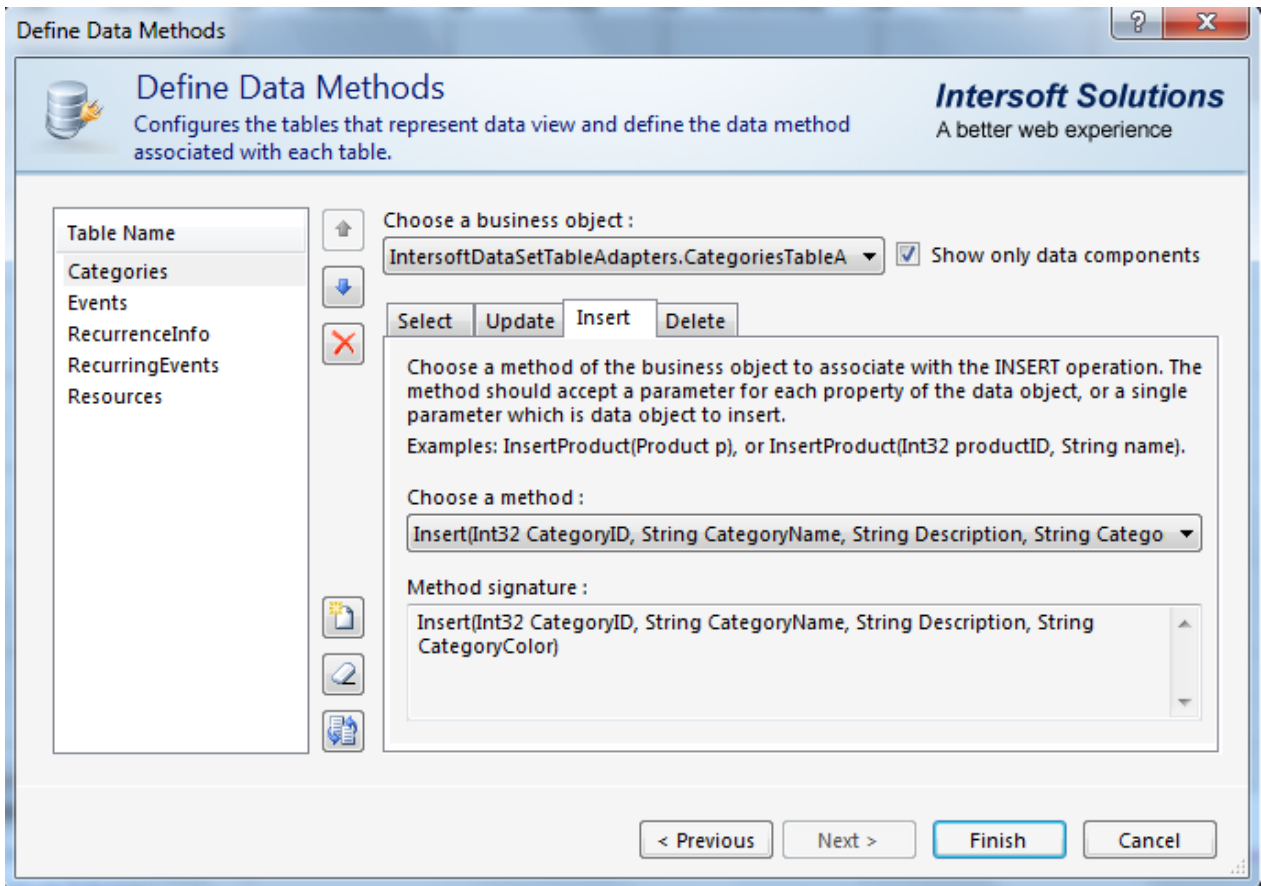 Define Data Methods
Define Data Methods
Configures the tables that represent data view and define the data method
associated with each table.
Intersoft Solutions
A better web experience
Table Name
Categories
Events
RecurrenceInfo
RecurringEvents
Resources
Choose a business object :
IntersoftDataSetTableAdapters.CategoriesTableA
Show only data components
Select
Update
Insert
Delete
Choose a method of the business object to associate with the INSERT operation. The
method should accept a parameter for each property of the data object, or a single
parameter which is data object to insert.
Examples: InsertProduct(Product p), or InsertProduct(Int32 productID, String name).
Choose a method :
Insert(Int32 CategoryID, String CategoryName, String Description, String Catego
Method signature :
Insert(Int32 CategoryID, String CategoryName, String Description, String
CategoryColor)
< Previous
Next >
Finish
Cancel